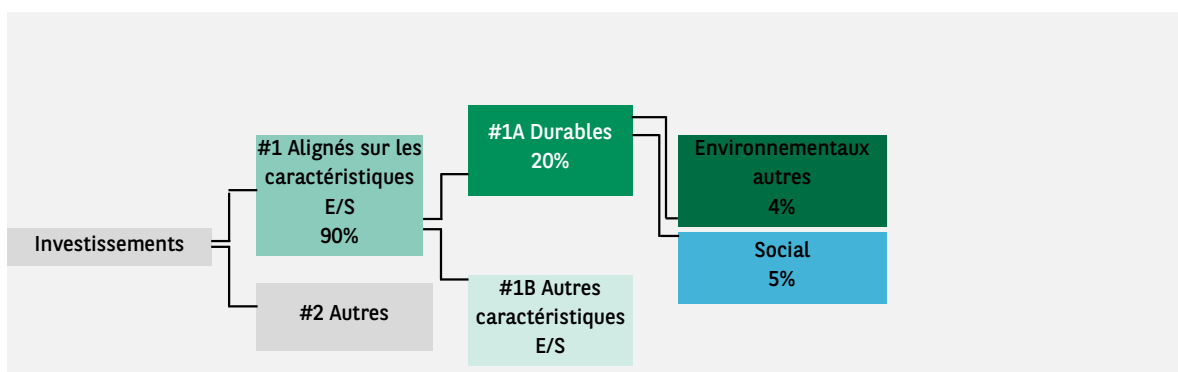 Investissements
#1 Alignés sur les
caractéristiques
E/S
90%
#2 Autres
#1A Durables
20%
#1B Autres
caractéristiques
E/S
Environnementaux
autres
4%
Social
5%